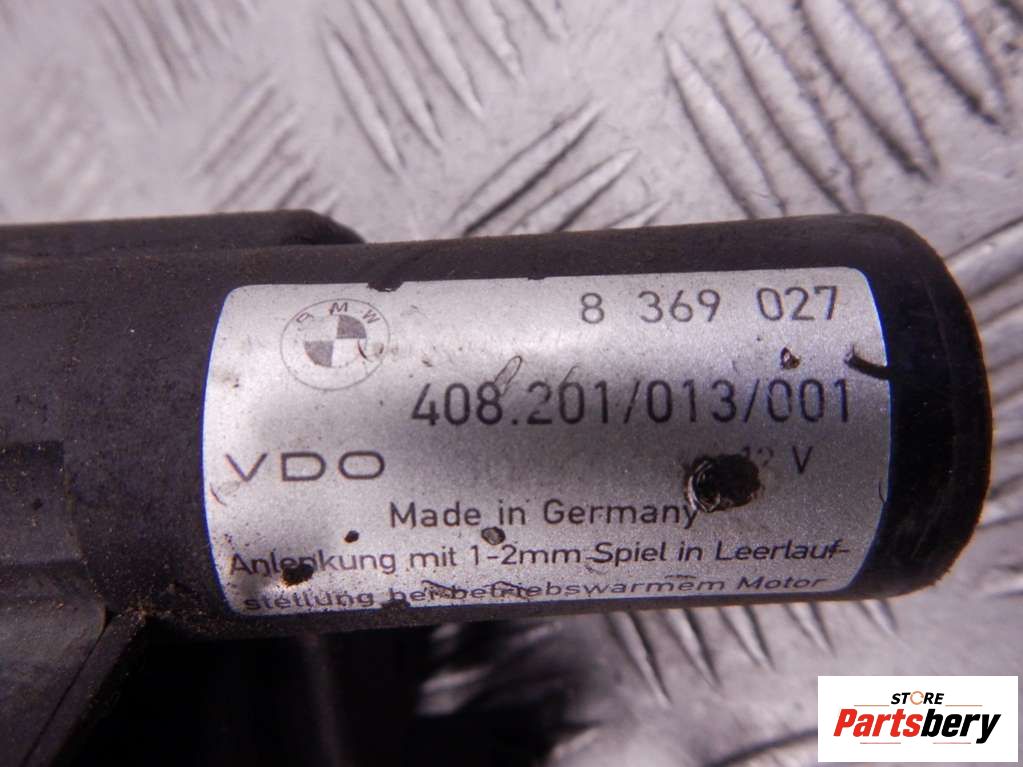 BMW
8 369 027
408.201/013/001
VDO
12 V
Made in Germany
Anlenkung mit 1-2mm Spiel in Leerlauf-
stellung bei betriebswarmem Motor
STORE
Partsbery